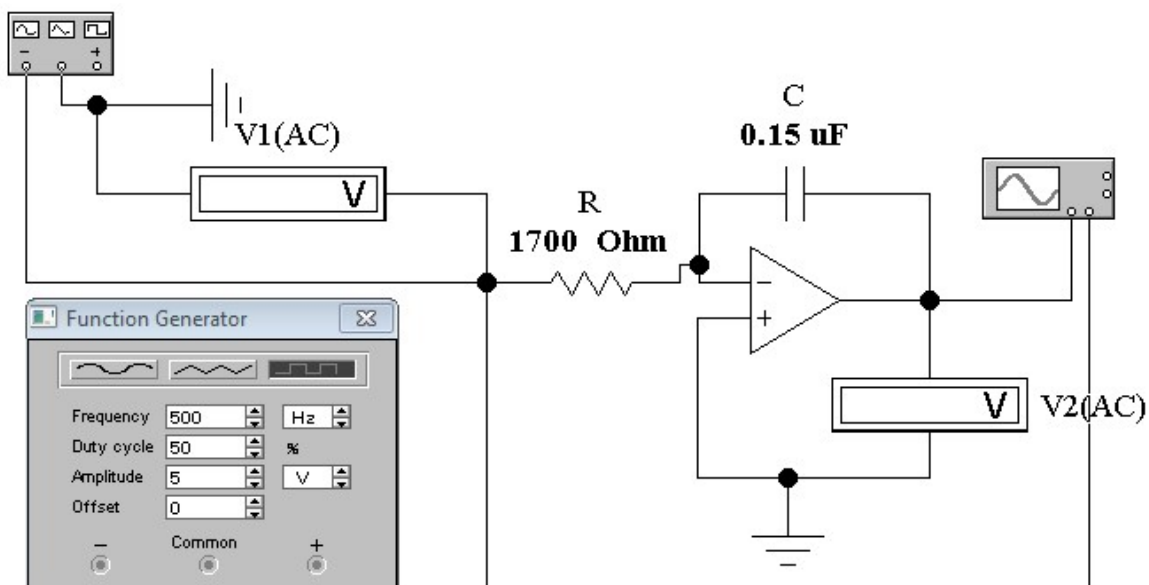 − +
V1(AC)
V
C
0.15 uF
R
1700 Ohm
−
+
V
V2(AC)
Function Generator
Frequency 500 Hz
Duty cycle 50 %
Amplitude 5 V
Offset 0
− Common +